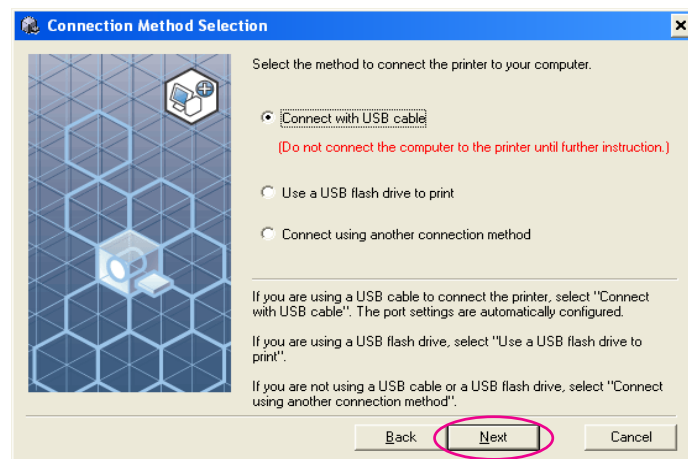 Connection Method Selection
Select the method to connect the printer to your computer.
Connect with USB cable
(Do not connect the computer to the printer until further instruction.)
Use a USB flash drive to print
Connect using another connection method
If you are using a USB cable to connect the printer, select "Connect
with USB cable". The port settings are automatically configured.
If you are using a USB flash drive, select "Use a USB flash drive to
print".
If you are not using a USB cable or a USB flash drive, select "Connect
using another connection method".
Back Next Cancel